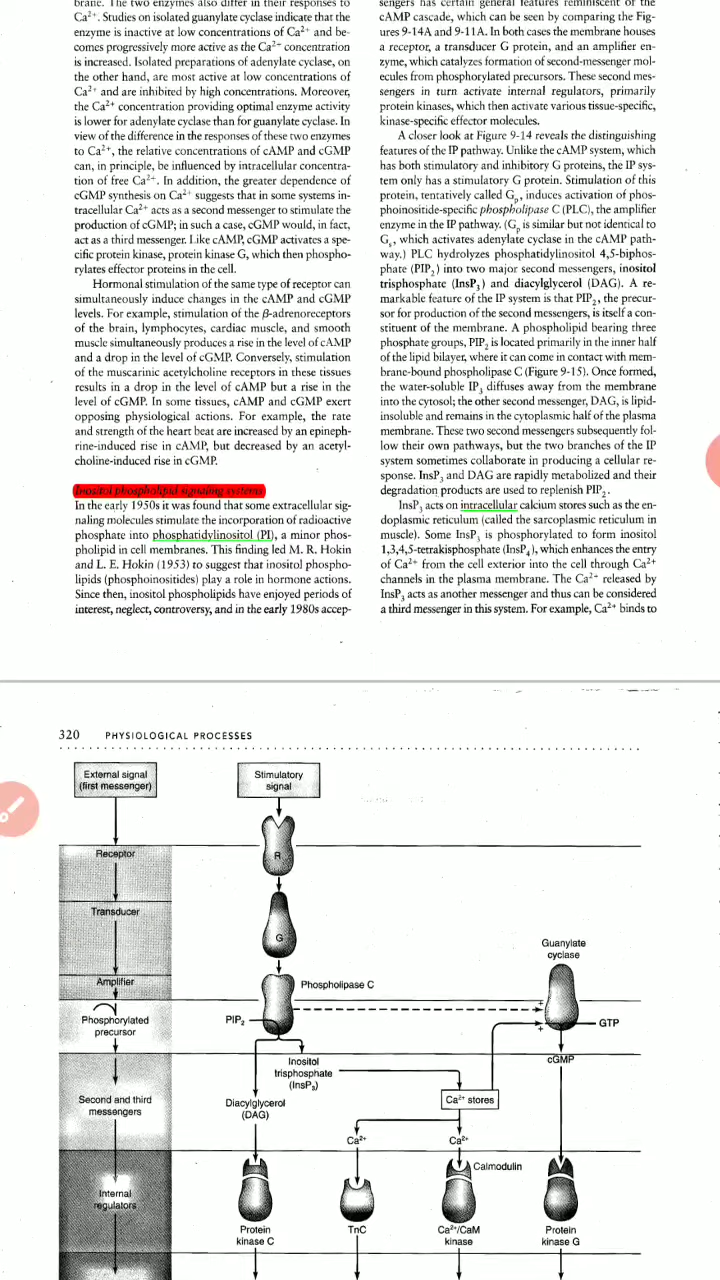 brane. The two enzymes also differ in their responses to
Ca²⁺. Studies on isolated guanylate cyclase indicate that the
enzyme is inactive at low concentrations of Ca²⁺ and be-
comes progressively more active as the Ca²⁺ concentration
is increased. Isolated preparations of adenylate cyclase, on
the other hand, are most active at low concentrations of
Ca²⁺ and are inhibited by high concentrations. Moreover,
the Ca²⁺ concentration providing optimal enzyme activity
is lower for adenylate cyclase than for guanylate cyclase. In
view of the difference in the responses of these two enzymes
to Ca²⁺, the relative concentrations of cAMP and cGMP
can, in principle, be influenced by intracellular concentra-
tion of free Ca²⁺. In addition, the greater dependence of
cGMP synthesis on Ca²⁺ suggests that in some systems in-
tracellular Ca²⁺ acts as a second messenger to stimulate the
production of cGMP; in such a case, cGMP would, in fact,
act as a third messenger. Like cAMP, cGMP activates a spe-
cific protein kinase, protein kinase G, which then phospho-
rylates effector proteins in the cell.
Hormonal stimulation of the same type of receptor can
simultaneously induce changes in the cAMP and cGMP
levels. For example, stimulation of the β-adrenoreceptors
of the brain, lymphocytes, cardiac muscle, and smooth
muscle simultaneously produces a rise in the level of cAMP
and a drop in the level of cGMP. Conversely, stimulation
of the muscarinic acetylcholine receptors in these tissues
results in a drop in the level of cAMP but a rise in the
level of cGMP. In some tissues, cAMP and cGMP exert
opposing physiological actions. For example, the rate
and strength of the heart beat are increased by an epineph-
rine-induced rise in cAMP, but decreased by an acetyl-
choline-induced rise in cGMP.
Inositol phospholipid signaling systems
In the early 1950s it was found that some extracellular sig-
naling molecules stimulate the incorporation of radioactive
phosphate into phosphatidylinositol (PI), a minor phos-
pholipid in cell membranes. This finding led M. R. Hokin
and L. E. Hokin (1953) to suggest that inositol phospho-
lipids (phosphoinositides) play a role in hormone actions.
Since then, inositol phospholipids have enjoyed periods of
interest, neglect, controversy, and in the early 1980s accep-
sengers has certain general features reminiscent of the
cAMP cascade, which can be seen by comparing the Fig-
ures 9-14A and 9-11A. In both cases the membrane houses
a receptor, a transducer G protein, and an amplifier en-
zyme, which catalyzes formation of second-messenger mol-
ecules from phosphorylated precursors. These second mes-
sengers in turn activate internal regulators, primarily
protein kinases, which then activate various tissue-specific,
kinase-specific effector molecules.
A closer look at Figure 9-14 reveals the distinguishing
features of the IP pathway. Unlike the cAMP system, which
has both stimulatory and inhibitory G proteins, the IP sys-
tem only has a stimulatory G protein. Stimulation of this
protein, tentatively called Gₚ, induces activation of phos-
phoinositide-specific phospholipase C (PLC), the amplifier
enzyme in the IP pathway. (Gₚ is similar but not identical to
Gₛ, which activates adenylate cyclase in the cAMP path-
way.) PLC hydrolyzes phosphatidylinositol 4,5-biphos-
phate (PIP₂) into two major second messengers, inositol
trisphosphate (InsP₃) and diacylglycerol (DAG). A re-
markable feature of the IP system is that PIP₂, the precur-
sor for production of the second messengers, is itself a con-
stituent of the membrane. A phospholipid bearing three
phosphate groups, PIP₂ is located primarily in the inner half
of the lipid bilayer, where it can come in contact with mem-
brane-bound phospholipase C (Figure 9-15). Once formed,
the water-soluble IP₃ diffuses away from the membrane
into the cytosol; the other second messenger, DAG, is lipid-
insoluble and remains in the cytoplasmic half of the plasma
membrane. These two second messengers subsequently fol-
low their own pathways, but the two branches of the IP
system sometimes collaborate in producing a cellular re-
sponse. InsP₃ and DAG are rapidly metabolized and their
degradation products are used to replenish PIP₂.
InsP₃ acts on intracellular calcium stores such as the en-
doplasmic reticulum (called the sarcoplasmic reticulum in
muscle). Some InsP₃ is phosphorylated to form inositol
1,3,4,5-tetrakisphosphate (InsP₄), which enhances the entry
of Ca²⁺ from the cell exterior into the cell through Ca²⁺
channels in the plasma membrane. The Ca²⁺ released by
InsP₃ acts as another messenger and thus can be considered
a third messenger in this system. For example, Ca²⁺ binds to
320 PHYSIOLOGICAL PROCESSES
External signal
(first messenger)
Stimulatory
signal
Receptor
R
Transducer
G
Guanylate
cyclase
Amplifier
Phospholipase C
Phosphorylated
precursor
PIP₂
+
+
GTP
Inositol
trisphosphate
(InsP₃)
cGMP
Second and third
messengers
Diacylglycerol
(DAG)
Ca²⁺ stores
Ca²⁺
Ca²⁺
Calmodulin
Internal
regulators
Protein
kinase C
TnC
Ca²⁺/CaM
kinase
Protein
kinase G